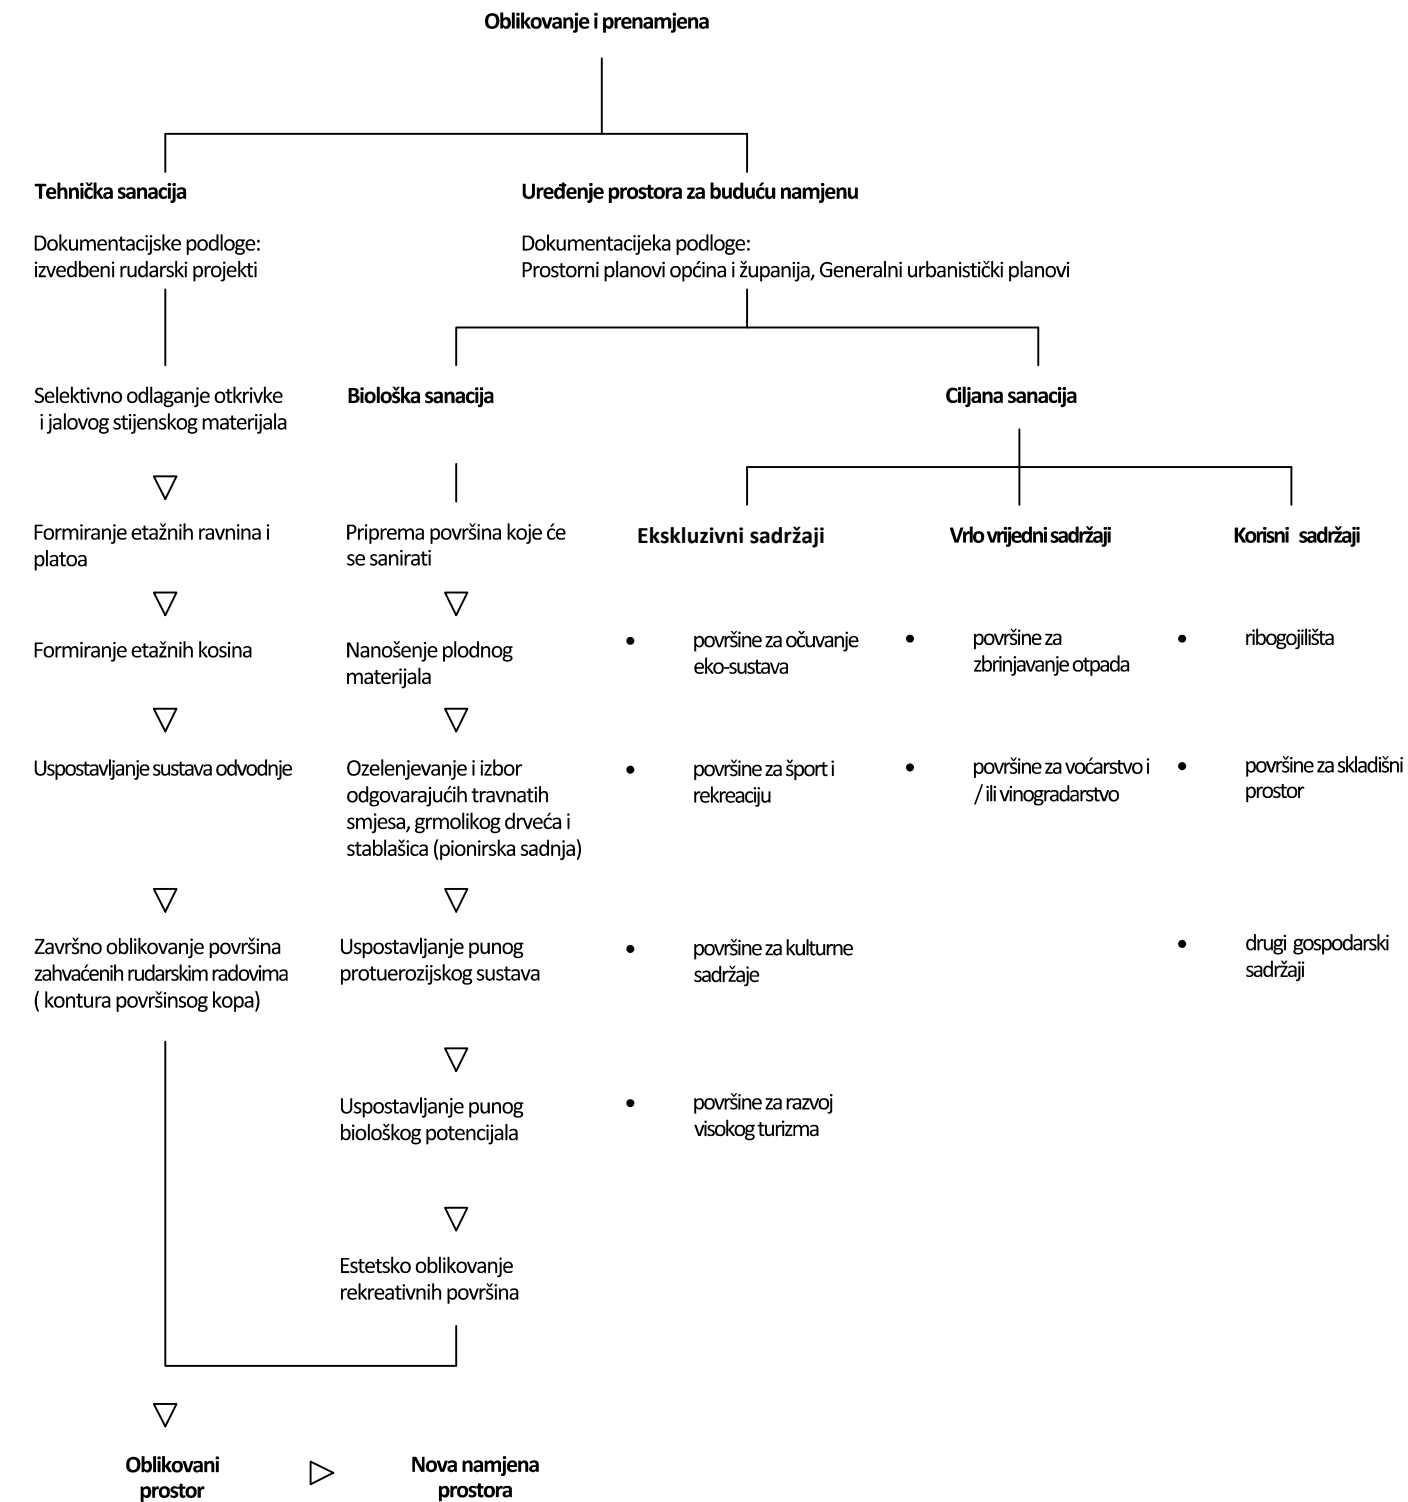 Oblikovanje i prenamjena
Tehnička sanacija
Dokumentacijske podloge:
izvedbeni rudarski projekti
Uređenje prostora za buduću namjenu
Dokumentacijeka podloge:
Prostorni planovi općina i županija, Generalni urbanistički planovi
Selektivno odlaganje otkrivke
i jalovog stijenskog materijala
Formiranje etažnih ravnina i
platoa
Formiranje etažnih kosina
Uspostavljanje sustava odvodnje
Završno oblikovanje površina
zahvaćenih rudarskim radovima
( kontura površinsog kopa)
Biološka sanacija
Priprema površina koje će
se sanirati
Nanošenje plodnog
materijala
Ozelenjevanje i izbor
odgovarajućih travnatih
smjesa, grmolikog drveća i
stablašica (pionirska sadnja)
Uspostavljanje punog
protuerozijskog sustava
Uspostavljanje punog
biološkog potencijala
Estetsko oblikovanje
rekreativnih površina
Ciljana sanacija
Ekskluzivni sadržaji
• površine za očuvanje
eko-sustava
• površine za šport i
rekreaciju
• površine za kulturne
sadržaje
• površine za razvoj
visokog turizma
Vrlo vrijedni sadržaji
• površine za
zbrinjavanje otpada
• površine za voćarstvo i
/ ili vinogradarstvo
Korisni sadržaji
• ribogojilišta
• površine za skladišni
prostor
• drugi gospodarski
sadržaji
Oblikovani
prostor
Nova namjena
prostora